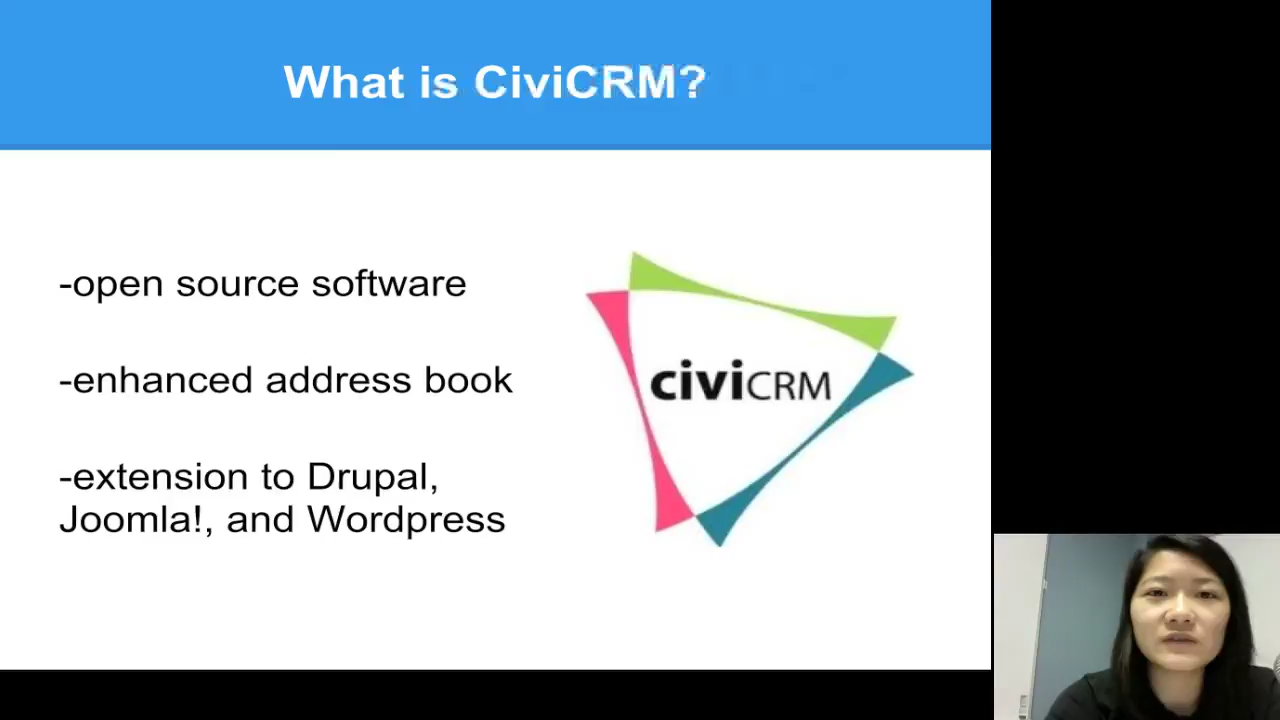 What is CiviCRM?
-open source software
-enhanced address book
-extension to Drupal,
Joomla!, and Wordpress
civiCRM